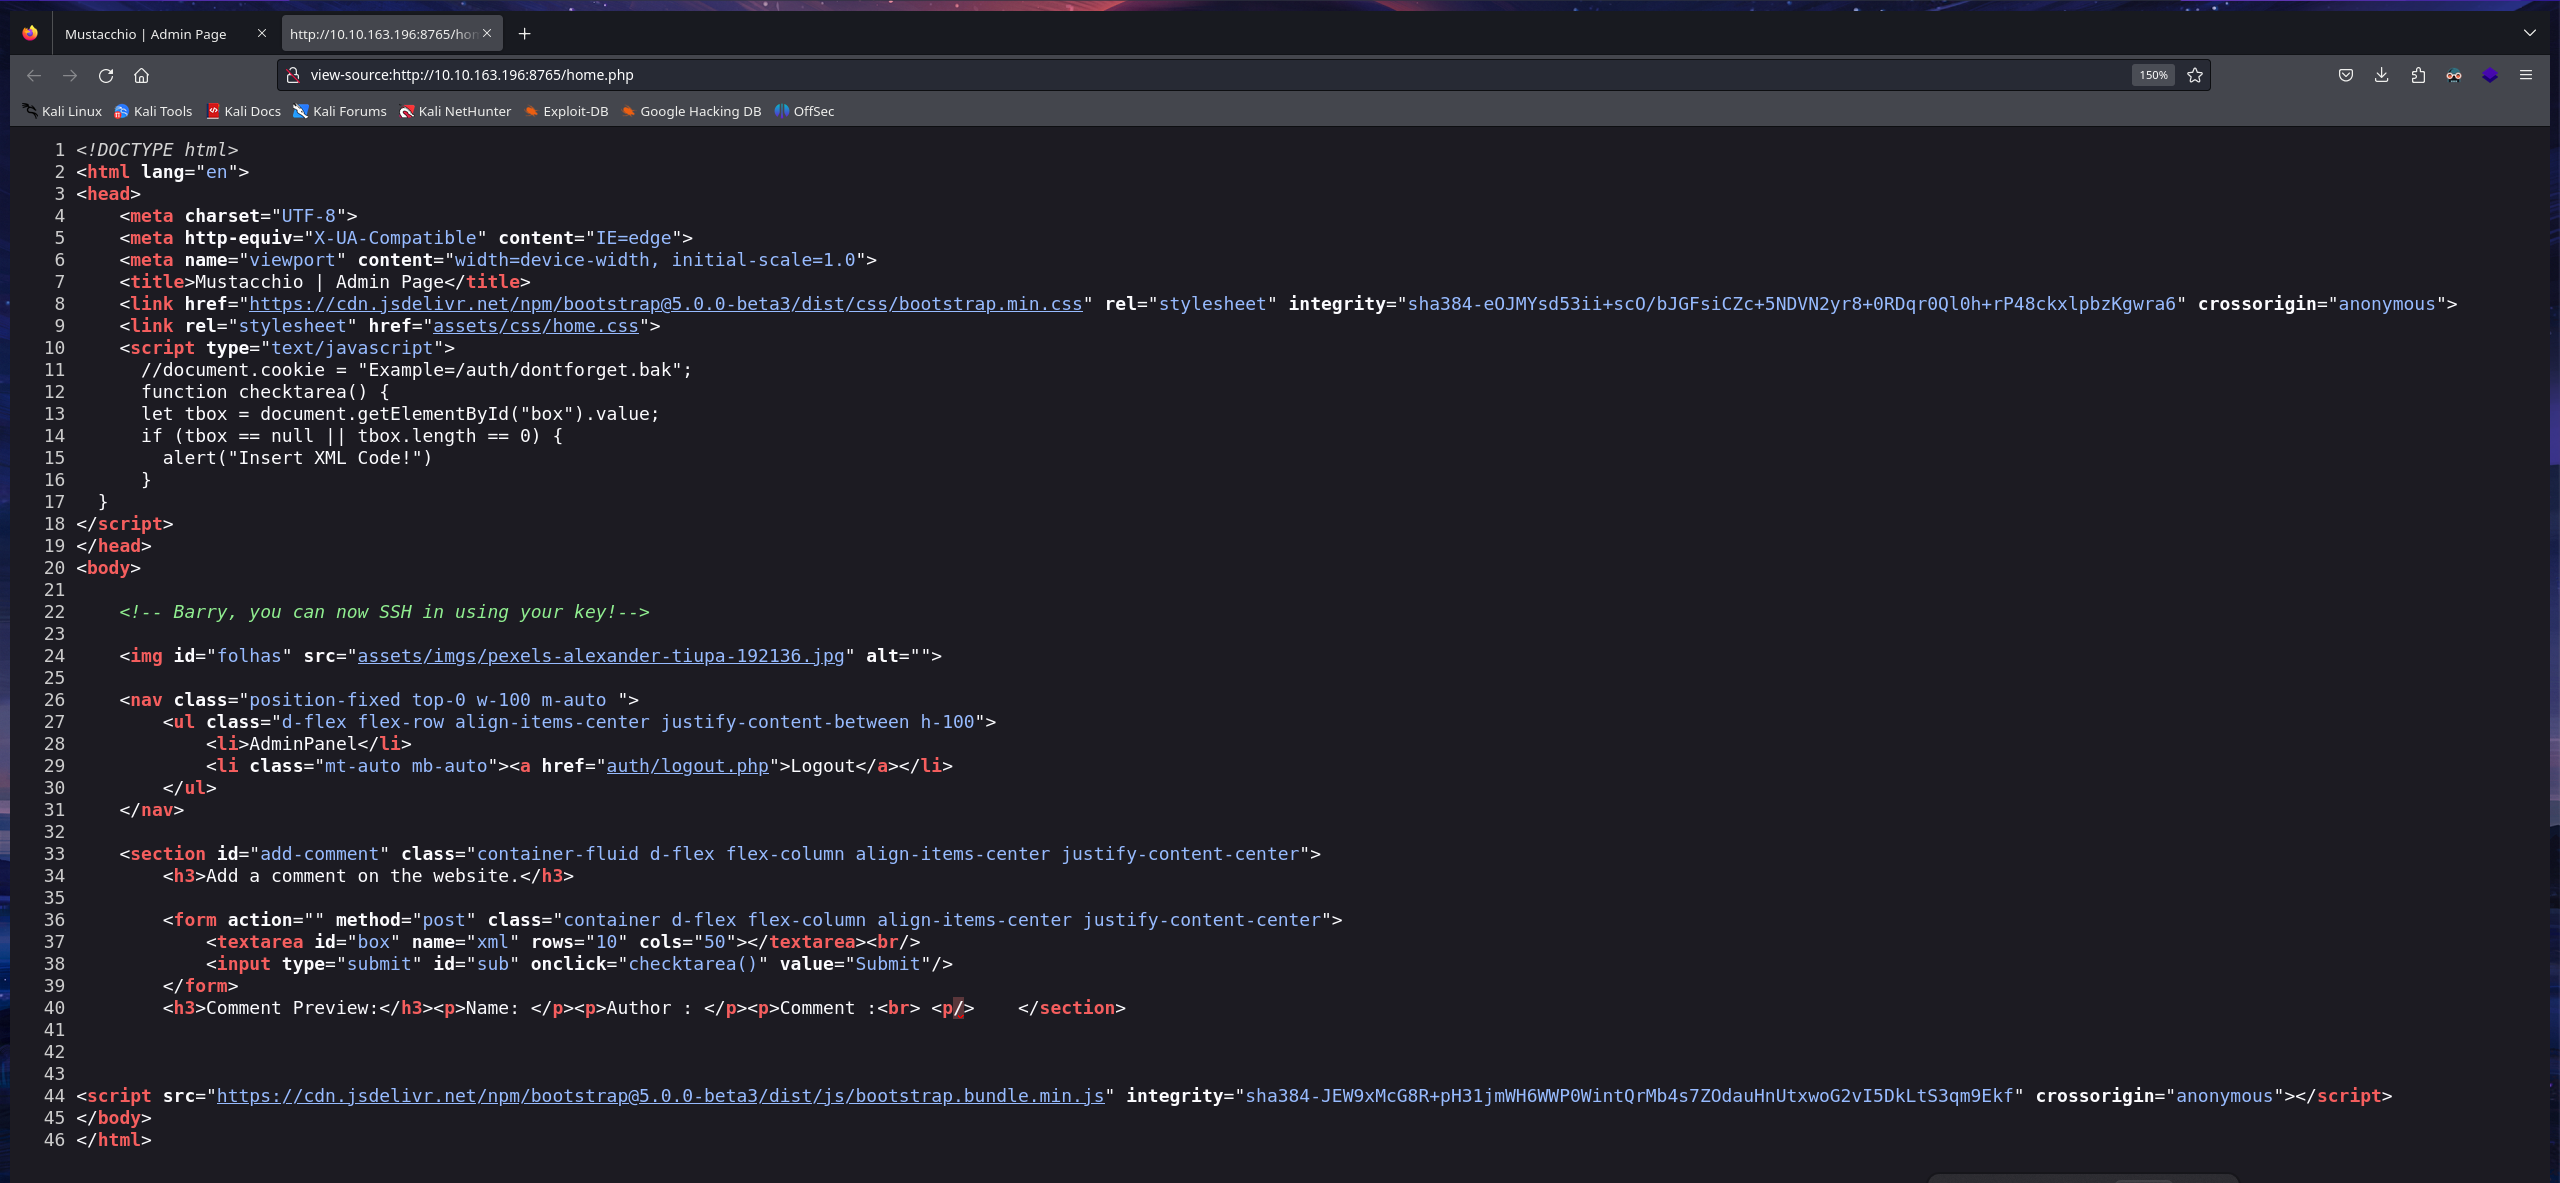 Mustacchio | Admin Page
http://10.10.163.196:8765/hon
view-source:http://10.10.163.196:8765/home.php
150%
Kali Linux Kali Tools Kali Docs Kali Forums Kali NetHunter Exploit-DB Google Hacking DB OffSec
1 <!DOCTYPE html>
2 <html lang="en">
3 <head>
4     <meta charset="UTF-8">
5     <meta http-equiv="X-UA-Compatible" content="IE=edge">
6     <meta name="viewport" content="width=device-width, initial-scale=1.0">
7     <title>Mustacchio | Admin Page</title>
8     <link href="https://cdn.jsdelivr.net/npm/bootstrap@5.0.0-beta3/dist/css/bootstrap.min.css" rel="stylesheet" integrity="sha384-eOJMYsd53ii+scO/bJGFsiCZc+5NDVN2yr8+0RDqr0Ql0h+rP48ckxlpbzKgwra6" crossorigin="anonymous">
9     <link rel="stylesheet" href="assets/css/home.css">
10     <script type="text/javascript">
11       //document.cookie = "Example=/auth/dontforget.bak";
12       function checktarea() {
13       let tbox = document.getElementById("box").value;
14       if (tbox == null || tbox.length == 0) {
15         alert("Insert XML Code!")
16       }
17   }
18 </script>
19 </head>
20 <body>
21
22     <!-- Barry, you can now SSH in using your key!-->
23
24     <img id="folhas" src="assets/imgs/pexels-alexander-tiupa-192136.jpg" alt="">
25
26     <nav class="position-fixed top-0 w-100 m-auto ">
27         <ul class="d-flex flex-row align-items-center justify-content-between h-100">
28             <li>AdminPanel</li>
29             <li class="mt-auto mb-auto"><a href="auth/logout.php">Logout</a></li>
30         </ul>
31     </nav>
32
33     <section id="add-comment" class="container-fluid d-flex flex-column align-items-center justify-content-center">
34         <h3>Add a comment on the website.</h3>
35
36         <form action="" method="post" class="container d-flex flex-column align-items-center justify-content-center">
37             <textarea id="box" name="xml" rows="10" cols="50"></textarea><br/>
38             <input type="submit" id="sub" onclick="checktarea()" value="Submit"/>
39         </form>
40         <h3>Comment Preview:</h3><p>Name: </p><p>Author : </p><p>Comment :<br> <p/>    </section>
41
42
43
44 <script src="https://cdn.jsdelivr.net/npm/bootstrap@5.0.0-beta3/dist/js/bootstrap.bundle.min.js" integrity="sha384-JEW9xMcG8R+pH31jmWH6WWP0WintQrMb4s7ZOdauHnUtxwoG2vI5DkLtS3qm9Ekf" crossorigin="anonymous"></script>
45 </body>
46 </html>